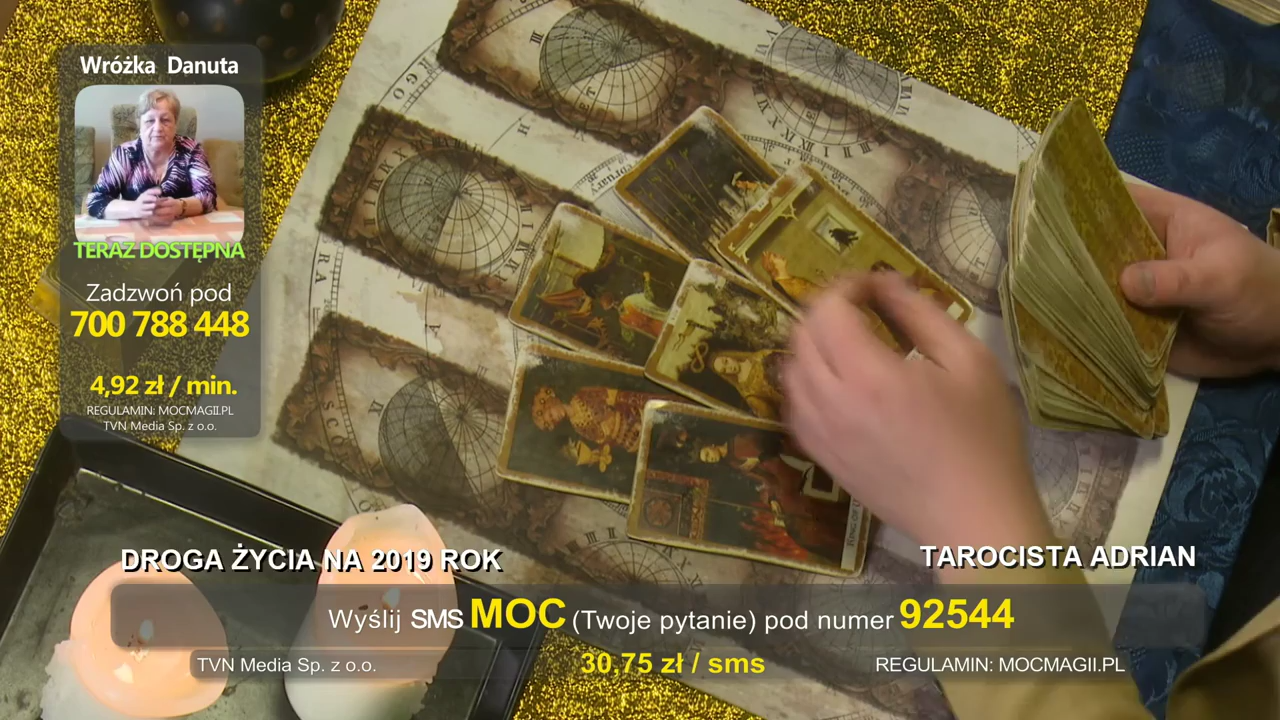 Wróżka Danuta
TERAZ DOSTĘPNA
Zadzwoń pod
700 788 448
4,92 zł / min.
REGULAMIN: MOCMAGII.PL
TVN Media Sp. z o.o.
DROGA ŻYCIA NA 2019 ROK
TAROCISTA ADRIAN
Wyślij SMS MOC (Twoje pytanie) pod numer 92544
TVN Media Sp. z o.o.
30,75 zł / sms
REGULAMIN: MOCMAGII.PL